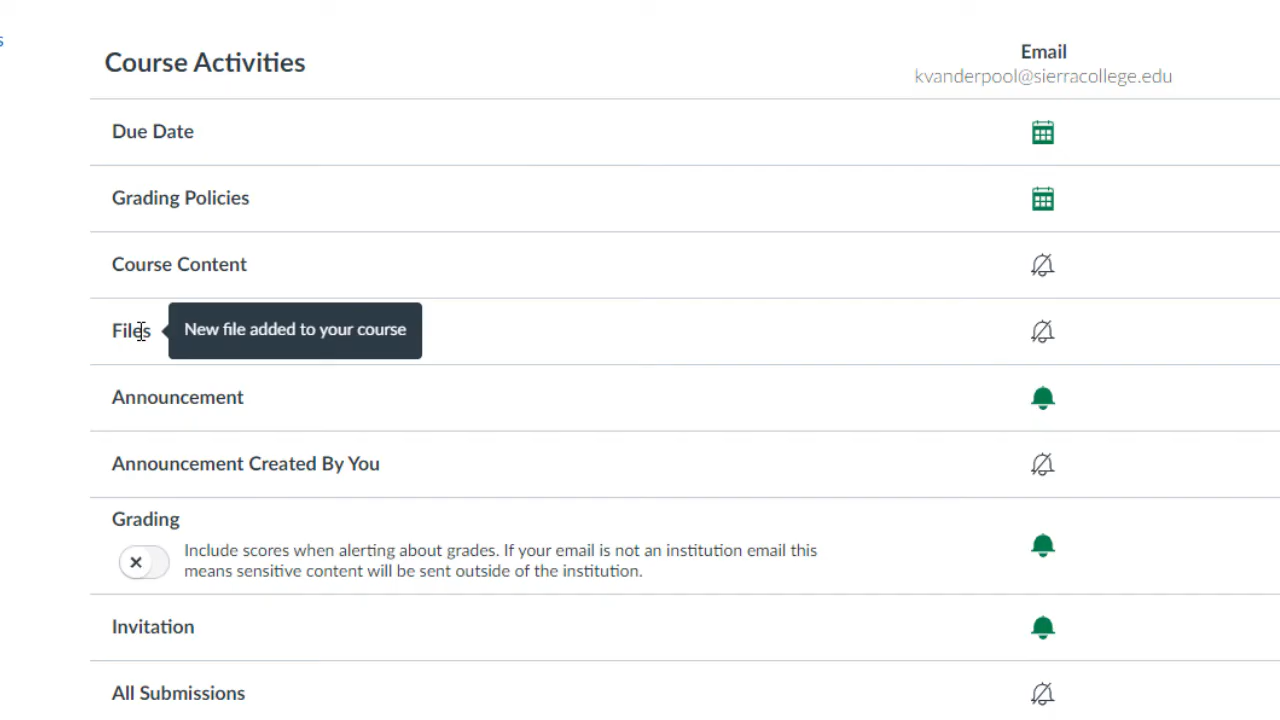 s
Course Activities
Email
kvanderpool@sierracollege.edu
Due Date
Grading Policies
Course Content
Files
New file added to your course
Announcement
Announcement Created By You
Grading
Include scores when alerting about grades. If your email is not an institution email this
means sensitive content will be sent outside of the institution.
Invitation
All Submissions